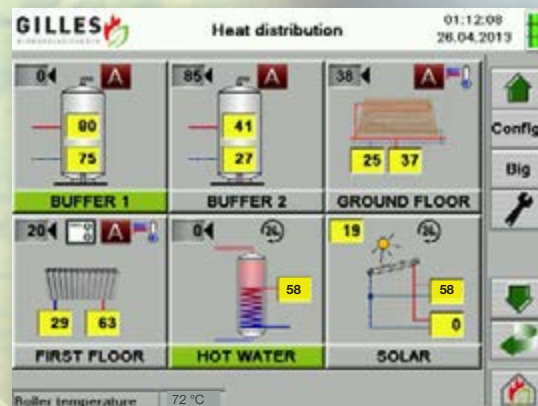 GILLES
Heat distribution
01:12:08
26.04.2013
0 A
80
75
BUFFER 1
85 A
41
27
BUFFER 2
38 A
25 37
GROUND FLOOR
Config
Big
20 A
29 63
FIRST FLOOR
0
58
HOT WATER
19
58
0
SOLAR
Boiler temperature 72 °C